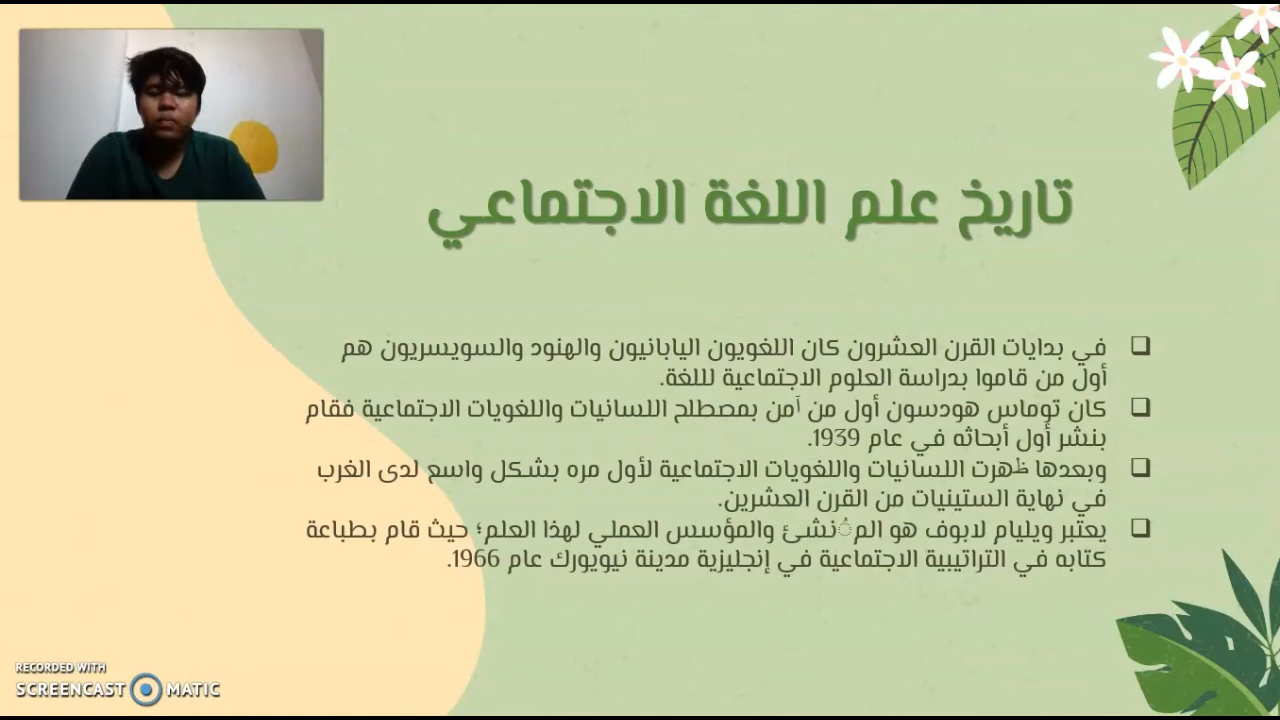 تاريخ علم اللغة الاجتماعي
❑ في بدايات القرن العشرون كان اللغويون اليابانيون والهنود والسويسريون هم
أول من قاموا بدراسة العلوم الاجتماعية لللغة.
❑ كان توماس هودسون أول من آمن بمصطلح اللسانيات واللغويات الاجتماعية فقام
بنشر أول أبحاثه في عام 1939.
❑ وبعدها ظهرت اللسانيات واللغويات الاجتماعية لأول مره بشكل واسع لدى الغرب
في نهاية الستينيات من القرن العشرين.
❑ يعتبر ويليام لابوف هو المُنشئ والمؤسس العملي لهذا العلم؛ حيث قام بطباعة
كتابه في التراتيبية الاجتماعية في إنجليزية مدينة نيويورك عام 1966.
RECORDED WITH
SCREENCAST MATIC